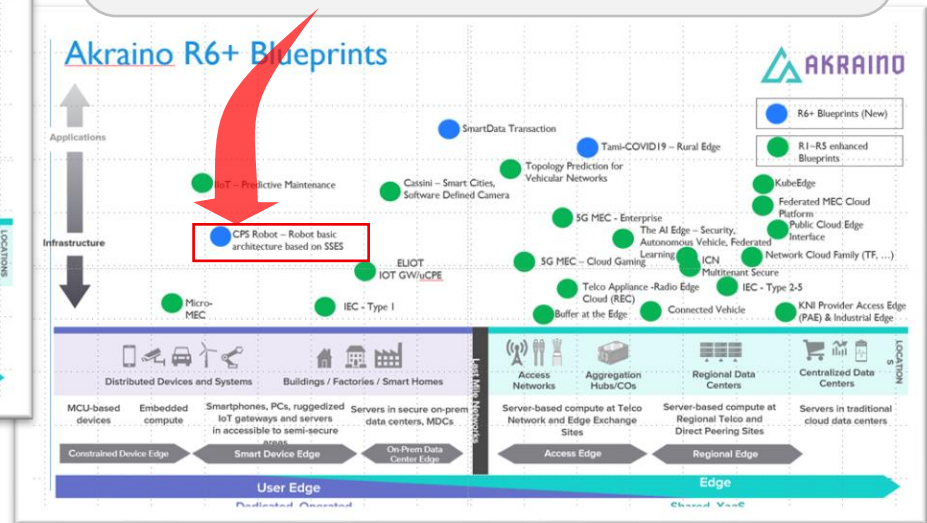 Akraino R6+ Blueprints
AKRAINO
R6+ Blueprints (New)
R1~R5 enhanced
Blueprints
Applications
SmartData Transaction
Tami-COVID19 – Rural Edge
Topology Prediction for
Vehicular Networks
IIoT – Predictive Maintenance
Cassini – Smart Cities,
Software Defined Camera
KubeEdge
Federated MEC Cloud
Platform
5G MEC - Enterprise
Public Cloud Edge
Interface
CPS Robot – Robot basic
architecture based on SSES
The AI Edge – Security,
Autonomous Vehicle, Federated
Learning
Infrastructure
ELIOT
IOT GW/uCPE
5G MEC – Cloud Gaming
ICN
Network Cloud Family (TF, ...)
Multitenant Secure
Telco Appliance -Radio Edge
Cloud (REC)
IEC - Type 2-5
Micro-
MEC
IEC - Type 1
Buffer at the Edge
Connected Vehicle
KNI Provider Access Edge
(PAE) & Industrial Edge
LOCATIONS
Distributed Devices and Systems
Buildings / Factories / Smart Homes
Last Mile Networks
Access
Networks
Aggregation
Hubs/COs
Regional Data
Centers
Centralized Data
Centers
LOCATION
S
MCU-based
devices
Embedded
compute
Smartphones, PCs, ruggedized
IoT gateways and servers
in accessible to semi-secure
areas
Servers in secure on-prem
data centers, MDCs
Server-based compute at Telco
Network and Edge Exchange
Sites
Server-based compute at
Regional Telco and
Direct Peering Sites
Servers in traditional
cloud data centers
Constrained Device Edge
Smart Device Edge
On-Prem Data
Center Edge
Access Edge
Regional Edge
User Edge
Edge
Dedicated, Operated
Shared, XaaS